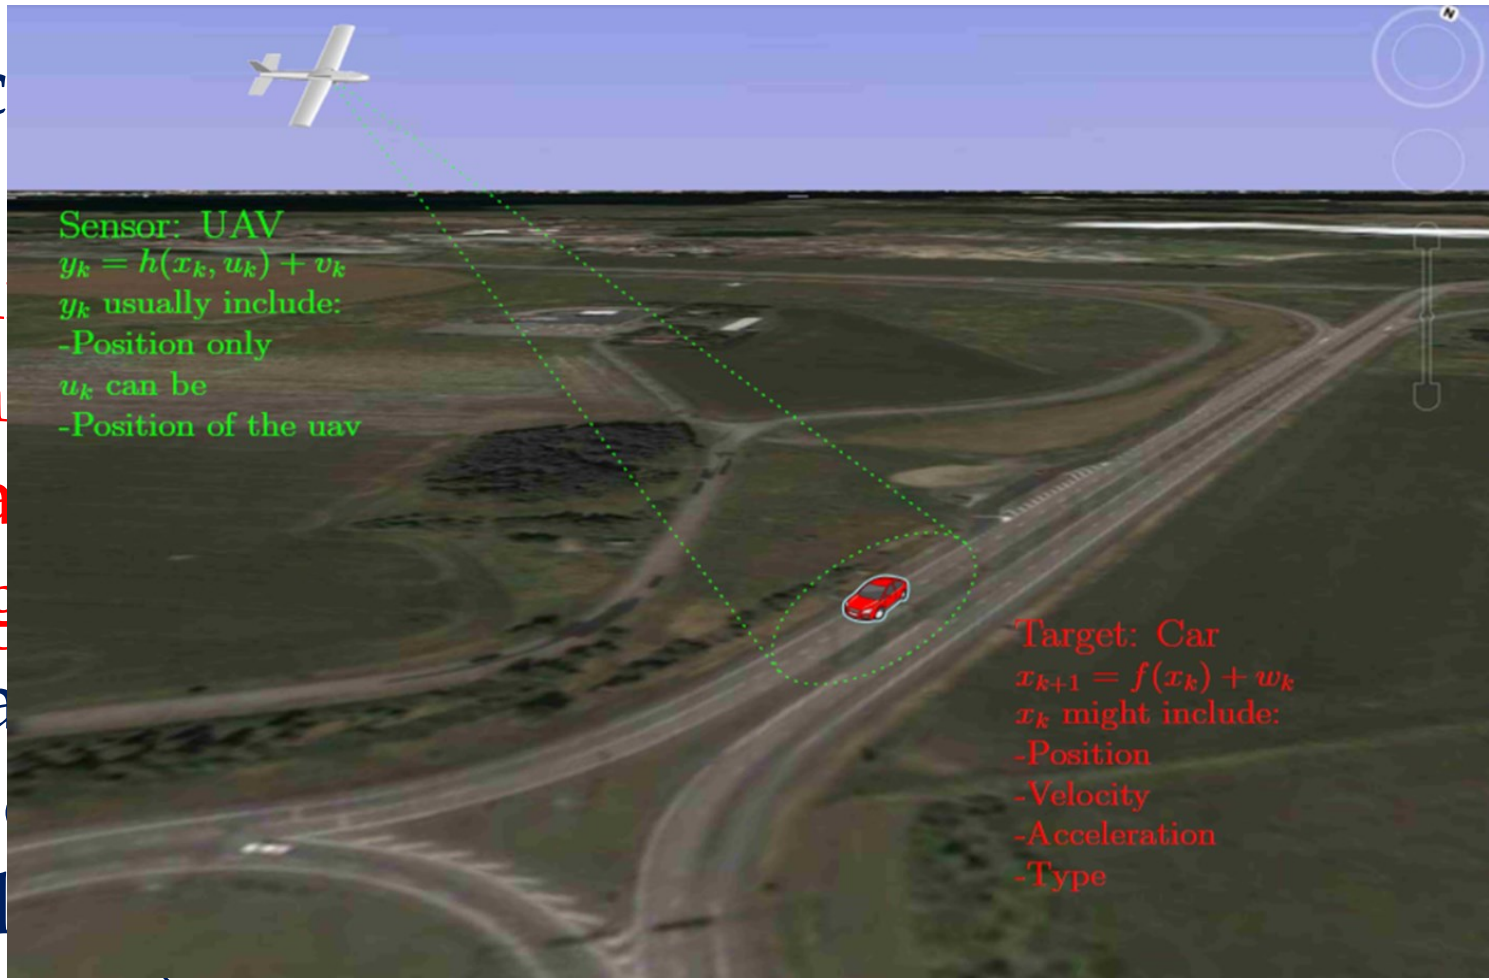 N
Sensor: UAV
y_k = h(x_k, u_k) + v_k
y_k usually include:
-Position only
u_k can be
-Position of the uav
Target: Car
x_{k+1} = f(x_k) + w_k
x_k might include:
-Position
-Velocity
-Acceleration
-Type